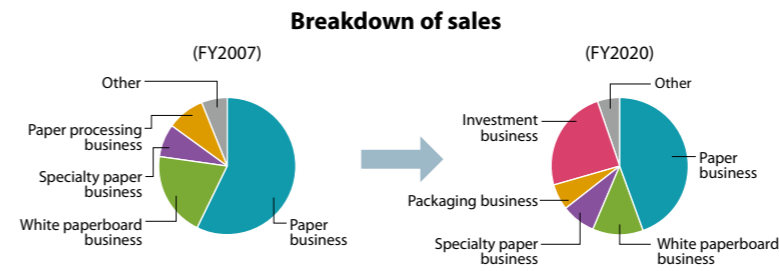 Breakdown of sales
(FY2007)
Other
Paper processing
business
Specialty paper
business
White paperboard
business
Paper
business
(FY2020)
Other
Investment
business
Paper
business
Packaging business
Specialty paper
business
White paperboard
business